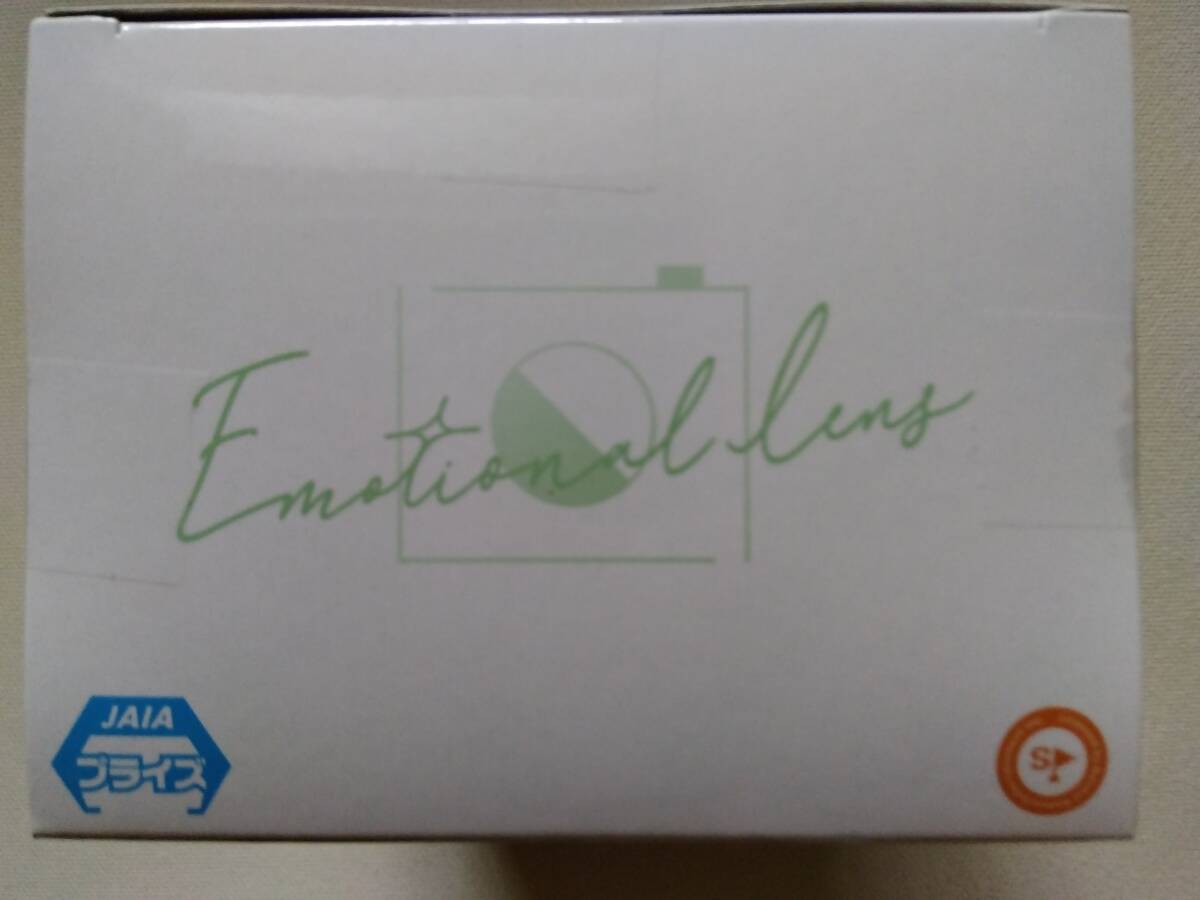 Emotional lens
JAIA
プライズ
S